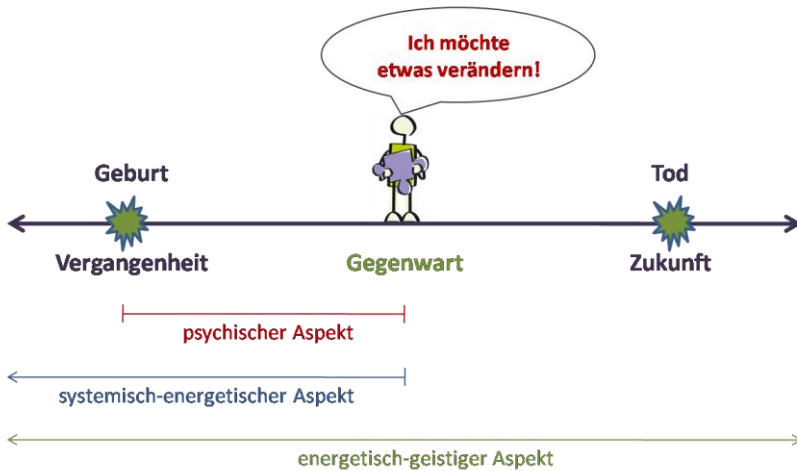 Ich möchte
etwas verändern!
Geburt
Tod
Vergangenheit
Gegenwart
Zukunft
psychischer Aspekt
systemisch-energetischer Aspekt
energetisch-geistiger Aspekt